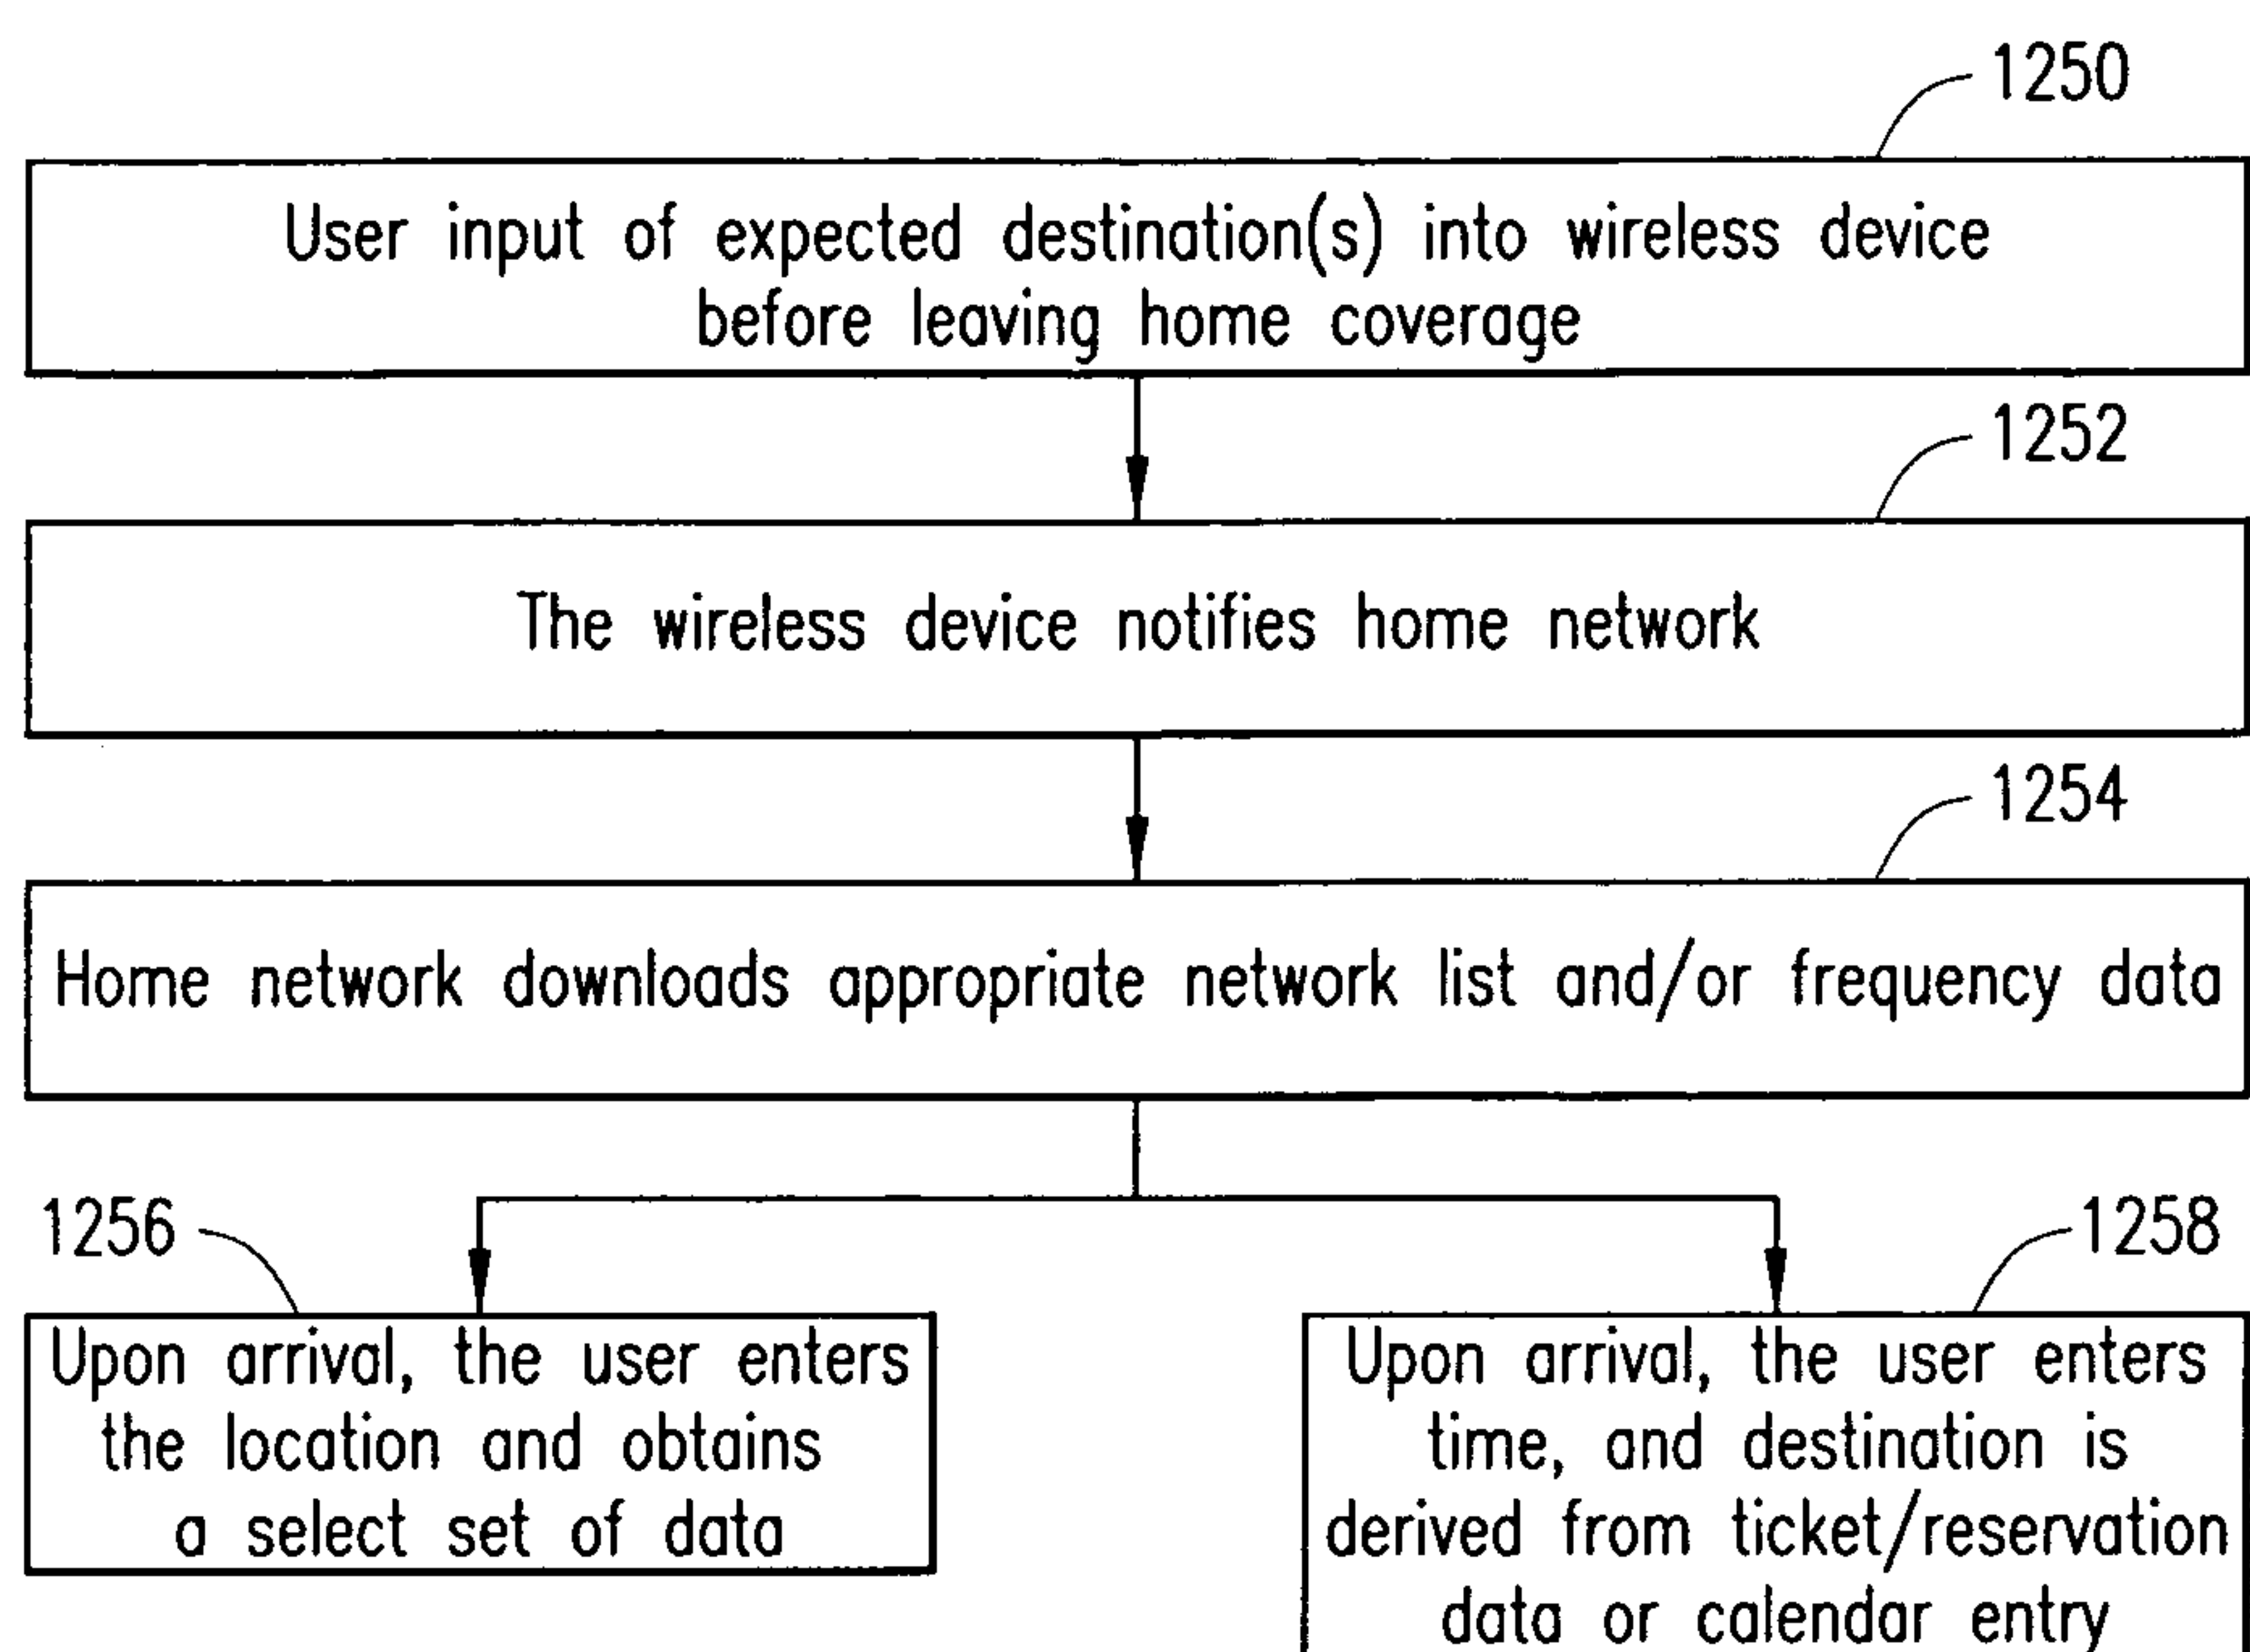 1250
User input of expected destination(s) into wireless device
before leaving home coverage
1252
The wireless device notifies home network
1254
Home network downloads appropriate network list and/or frequency data
1256
Upon arrival, the user enters
the location and obtains
a select set of data
1258
Upon arrival, the user enters
time, and destination is
derived from ticket/reservation
data or calendar entry